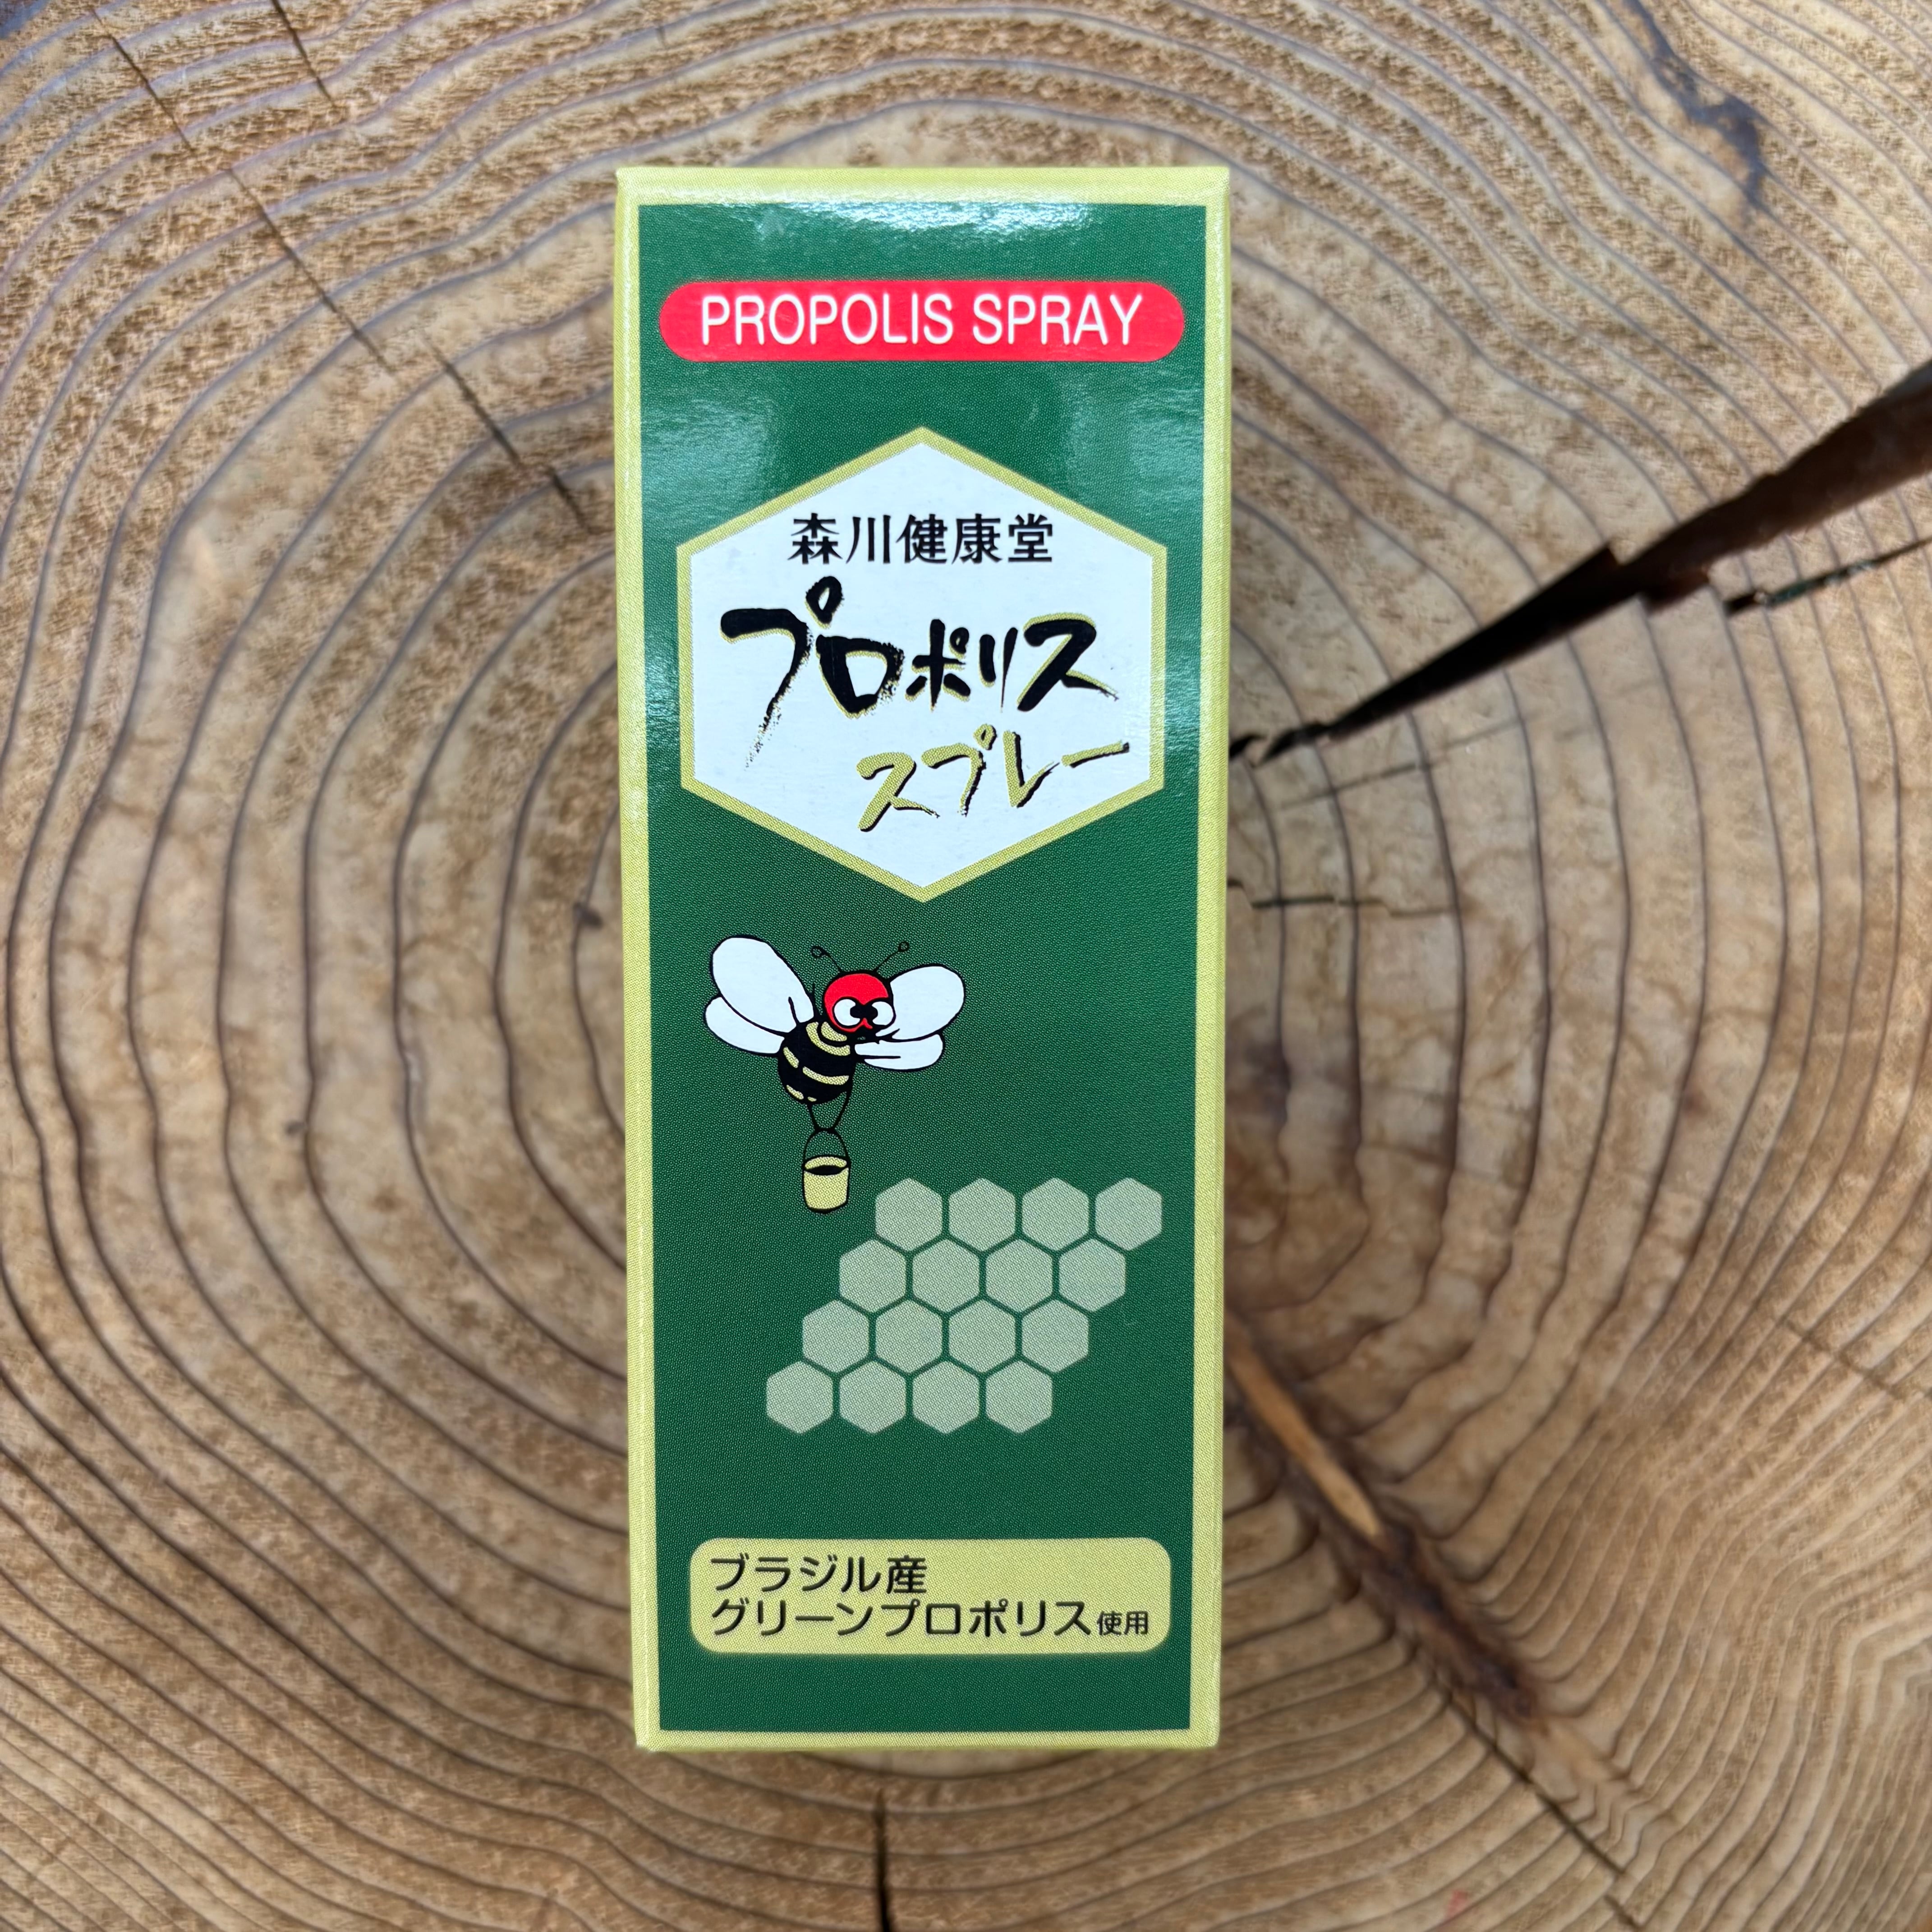 PROPOLIS SPRAY
森川健康堂
プロポリス
スプレー
ブラジル産
グリーンプロポリス使用